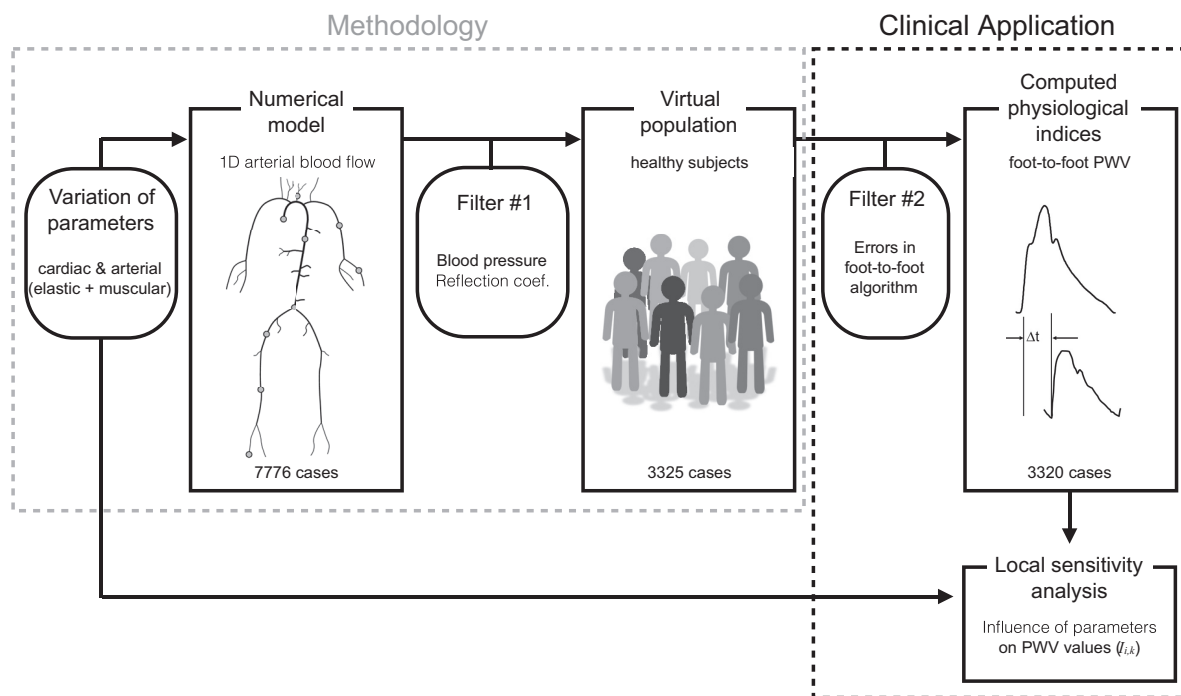 Methodology
Clinical Application
Variation of
parameters
cardiac & arterial
(elastic + muscular)
Numerical
model
1D arterial blood flow
7776 cases
Filter #1
Blood pressure
Reflection coef.
Virtual
population
healthy subjects
3325 cases
Filter #2
Errors in
foot-to-foot
algorithm
Computed
physiological
indices
foot-to-foot PWV
Δt
3320 cases
Local sensitivity
analysis
Influence of parameters
on PWV values (I_{i,k})